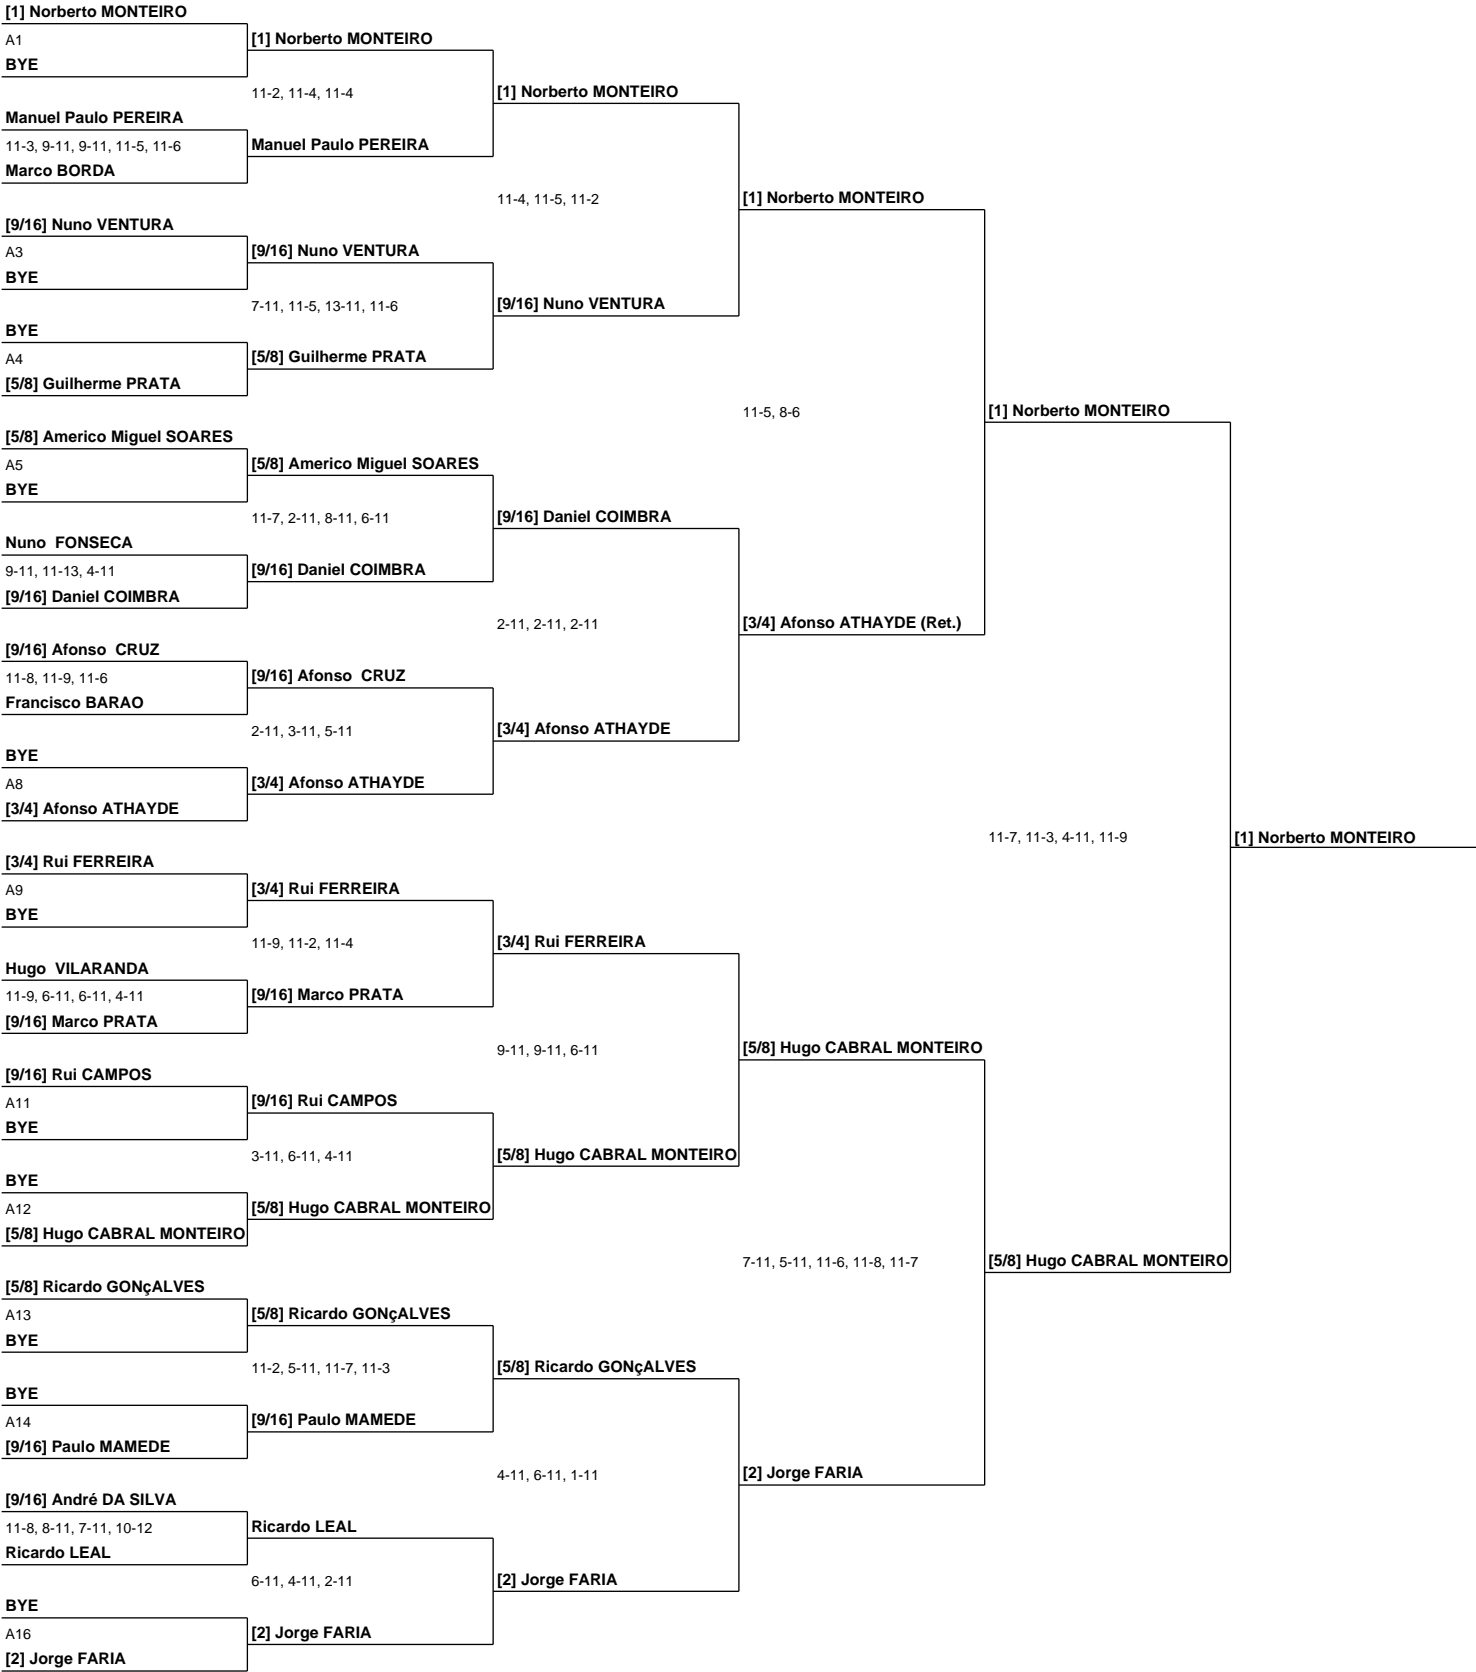 [1] Norberto MONTEIRO
A1
BYE
Manuel Paulo PEREIRA
11-3, 9-11, 9-11, 11-5, 11-6
Marco BORDA
[9/16] Nuno VENTURA
A3
BYE
BYE
A4
[5/8] Guilherme PRATA
[5/8] Americo Miguel SOARES
A5
BYE
Nuno  FONSECA
9-11, 11-13, 4-11
[9/16] Daniel COIMBRA
[9/16] Afonso  CRUZ
11-8, 11-9, 11-6
Francisco BARAO
BYE
A8
[3/4] Afonso ATHAYDE
[3/4] Rui FERREIRA
A9
BYE
Hugo  VILARANDA
11-9, 6-11, 6-11, 4-11
[9/16] Marco PRATA
[9/16] Rui CAMPOS
A11
BYE
BYE
A12
[5/8] Hugo CABRAL MONTEIRO
[5/8] Ricardo GONçALVES
A13
BYE
BYE
A14
[9/16] Paulo MAMEDE
[9/16] André DA SILVA
11-8, 8-11, 7-11, 10-12
Ricardo LEAL
BYE
A16
[2] Jorge FARIA
[1] Norberto MONTEIRO
11-2, 11-4, 11-4
Manuel Paulo PEREIRA
[9/16] Nuno VENTURA
7-11, 11-5, 13-11, 11-6
[5/8] Guilherme PRATA
[5/8] Americo Miguel SOARES
11-7, 2-11, 8-11, 6-11
[9/16] Daniel COIMBRA
[9/16] Afonso  CRUZ
2-11, 3-11, 5-11
[3/4] Afonso ATHAYDE
[3/4] Rui FERREIRA
11-9, 11-2, 11-4
[9/16] Marco PRATA
[9/16] Rui CAMPOS
3-11, 6-11, 4-11
[5/8] Hugo CABRAL MONTEIRO
[5/8] Ricardo GONçALVES
11-2, 5-11, 11-7, 11-3
[9/16] Paulo MAMEDE
Ricardo LEAL
6-11, 4-11, 2-11
[2] Jorge FARIA
[1] Norberto MONTEIRO
11-4, 11-5, 11-2
[9/16] Nuno VENTURA
[9/16] Daniel COIMBRA
2-11, 2-11, 2-11
[3/4] Afonso ATHAYDE
[3/4] Rui FERREIRA
9-11, 9-11, 6-11
[5/8] Hugo CABRAL MONTEIRO
[5/8] Ricardo GONçALVES
4-11, 6-11, 1-11
[2] Jorge FARIA
[1] Norberto MONTEIRO
11-5, 8-6
[3/4] Afonso ATHAYDE (Ret.)
[5/8] Hugo CABRAL MONTEIRO
7-11, 5-11, 11-6, 11-8, 11-7
[2] Jorge FARIA
[1] Norberto MONTEIRO
11-7, 11-3, 4-11, 11-9
[5/8] Hugo CABRAL MONTEIRO
[1] Norberto MONTEIRO